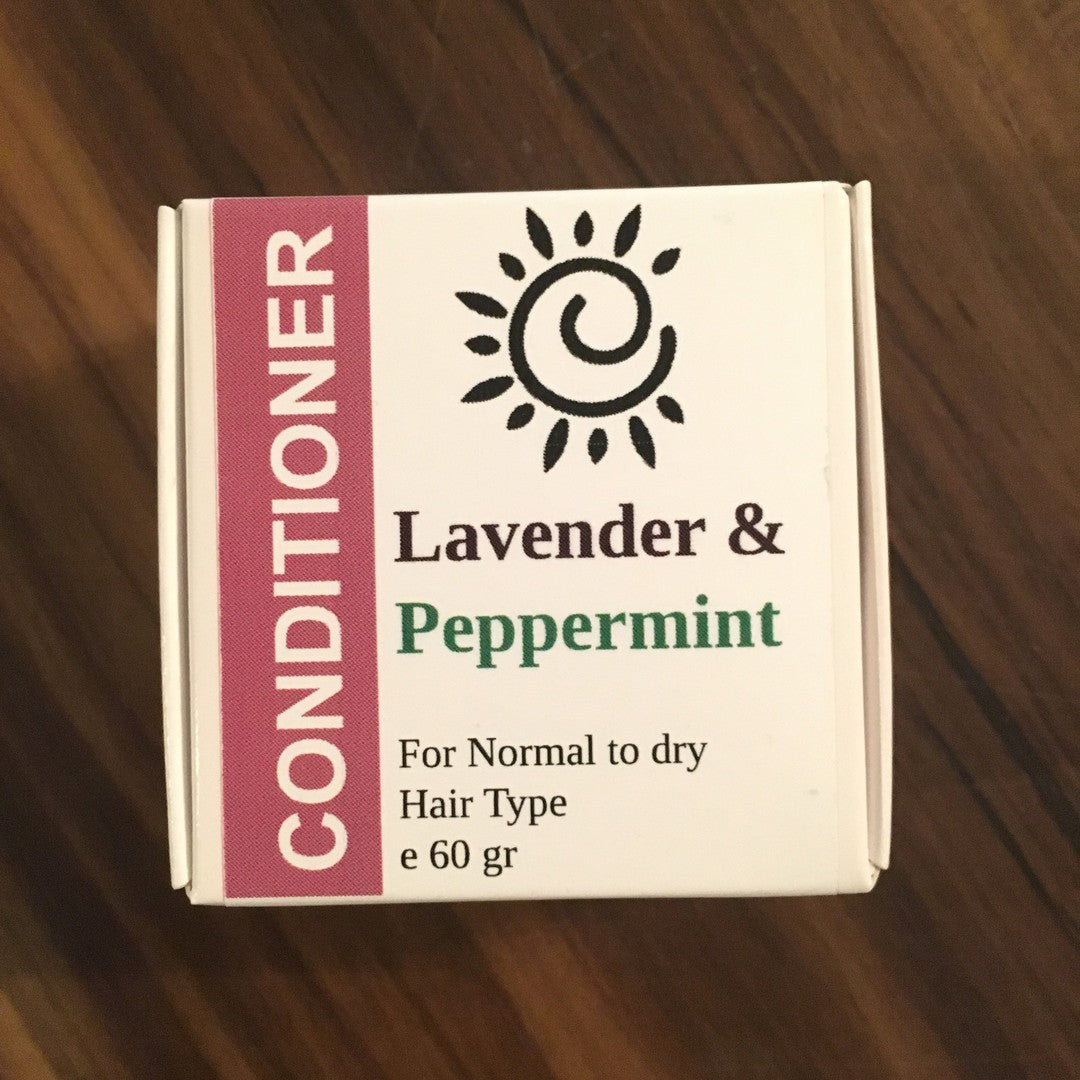 CONDITIONER
Lavender &
Peppermint
For Normal to dry
Hair Type
e 60 gr